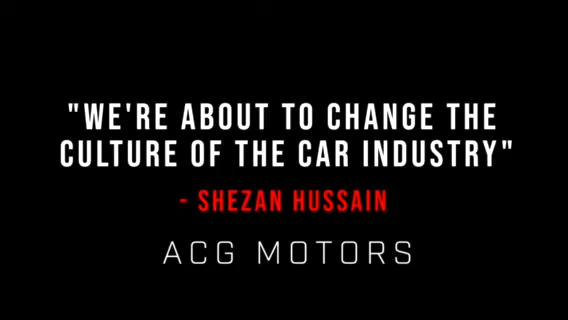 "WE'RE ABOUT TO CHANGE THE
CULTURE OF THE CAR INDUSTRY"
- SHEZAN HUSSAIN
ACG MOTORS